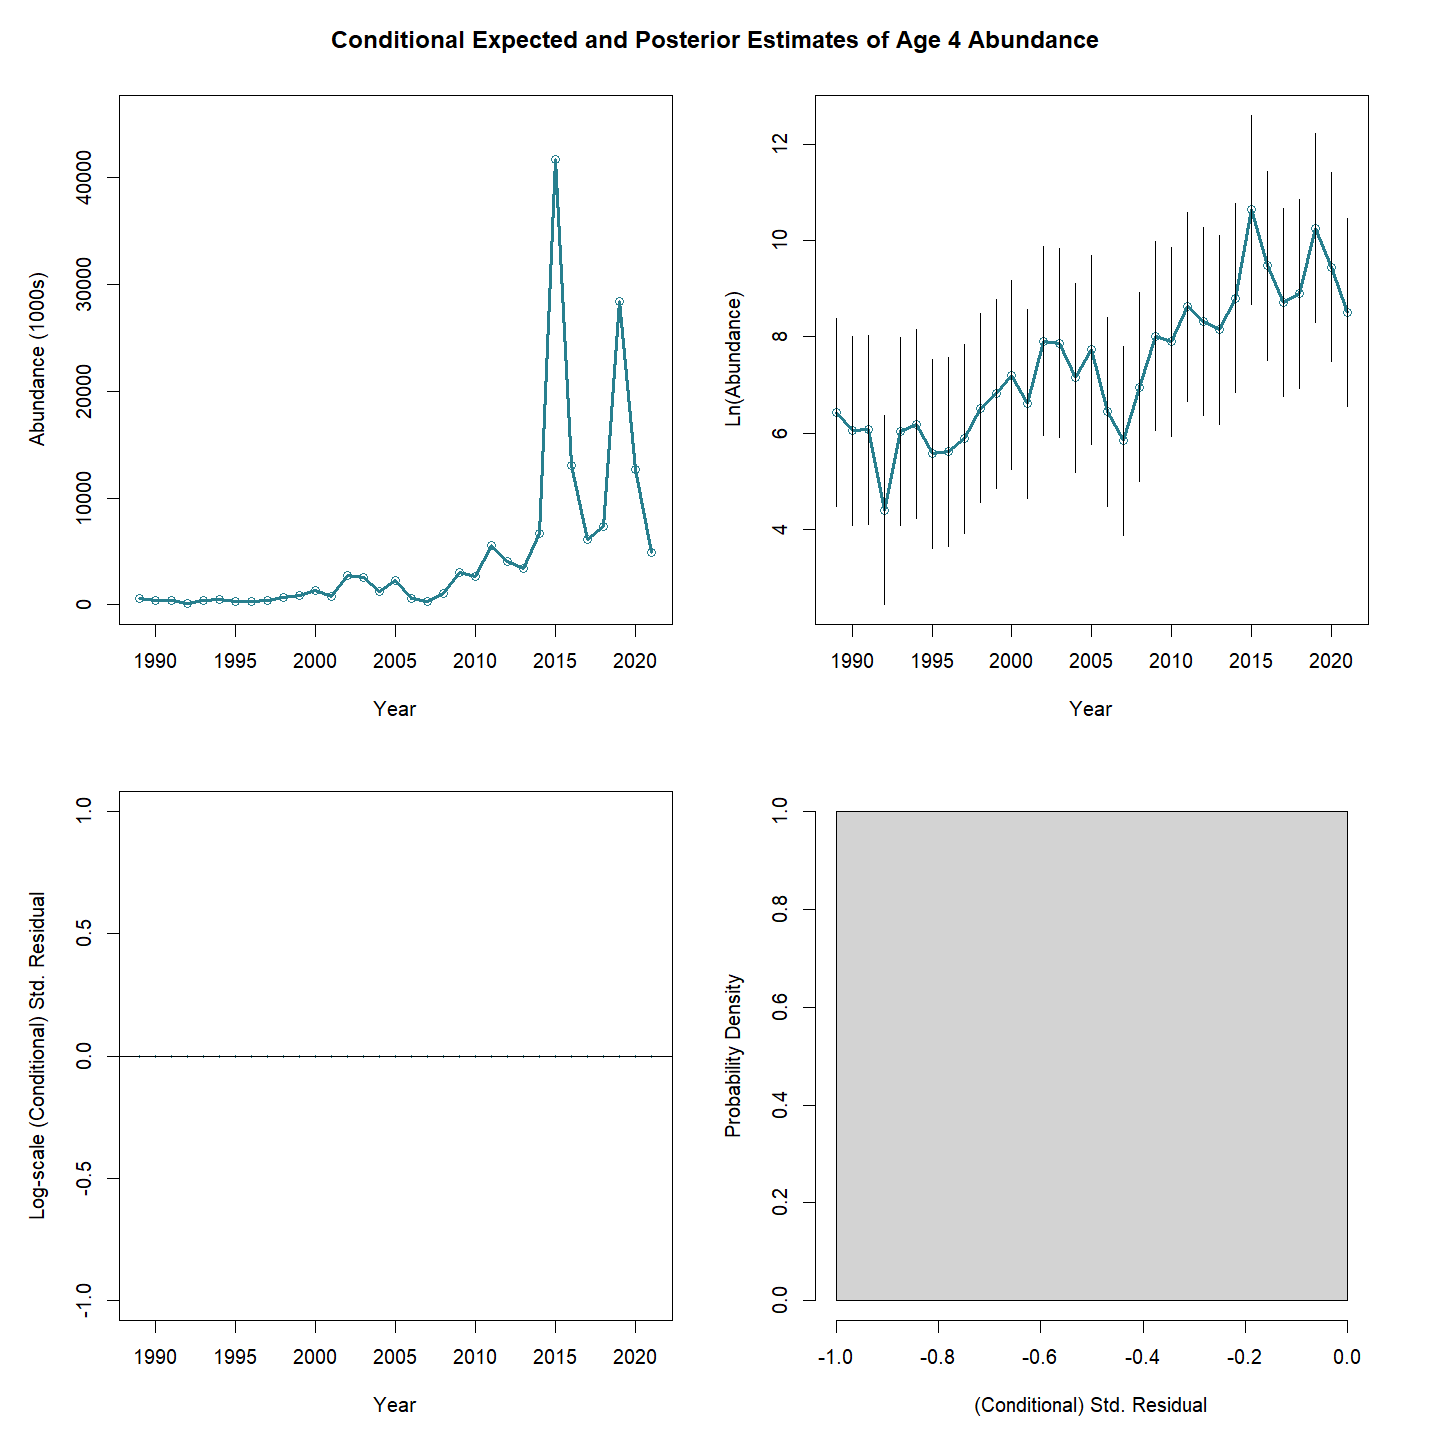 Conditional Expected and Posterior Estimates of Age 4 Abundance
Abundance (1000s)
0
10000
20000
30000
40000
1990 1995 2000 2005 2010 2015 2020
Year
Ln(Abundance)
4
6
8
10
12
1990 1995 2000 2005 2010 2015 2020
Year
Log-scale (Conditional) Std. Residual
-1.0
-0.5
0.0
0.5
1.0
1990 1995 2000 2005 2010 2015 2020
Year
Probability Density
0.0
0.2
0.4
0.6
0.8
1.0
-1.0 -0.8 -0.6 -0.4 -0.2 0.0
(Conditional) Std. Residual